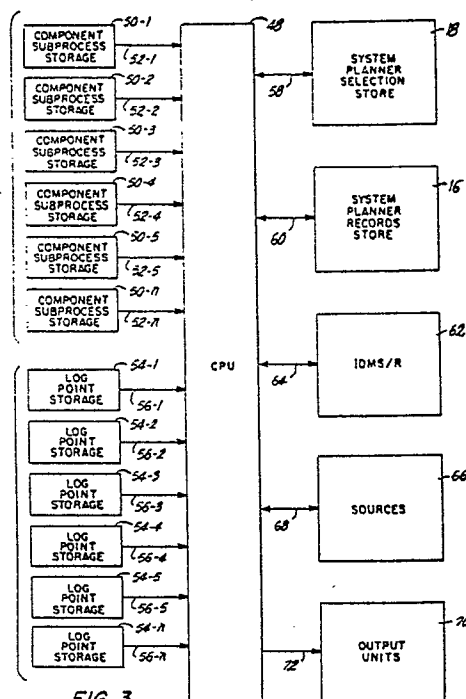 50-1
COMPONENT
SUBPROCESS
STORAGE
52-1
50-2
COMPONENT
SUBPROCESS
STORAGE
52-2
50-3
COMPONENT
SUBPROCESS
STORAGE
52-3
50-4
COMPONENT
SUBPROCESS
STORAGE
52-4
50-5
COMPONENT
SUBPROCESS
STORAGE
52-5
50-n
COMPONENT
SUBPROCESS
STORAGE
52-n
54-1
LOG
POINT
STORAGE
56-1
54-2
LOG
POINT
STORAGE
56-2
54-3
LOG
POINT
STORAGE
56-3
54-4
LOG
POINT
STORAGE
56-4
54-5
LOG
POINT
STORAGE
56-5
54-n
LOG
POINT
STORAGE
56-n
48
CPU
18
SYSTEM
PLANNER
SELECTION
STORE
58
16
SYSTEM
PLANNER
RECORDS
STORE
60
62
IDMS/R
64
66
SOURCES
68
70
OUTPUT
UNITS
72
FIG. 3